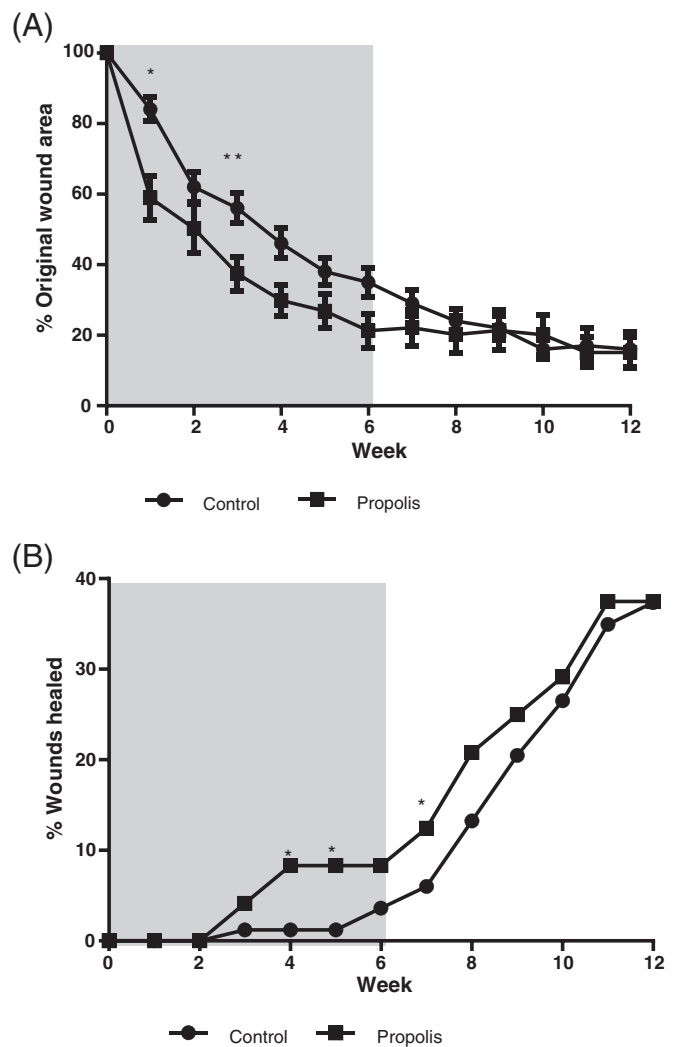 (A)
100
*
80
* *
60
40
20
0
% Original wound area
0 2 4 6 8 10 12
Week
Control Propolis
(B)
40
30
20
*
10
* *
0
% Wounds healed
0 2 4 6 8 10 12
Week
Control Propolis